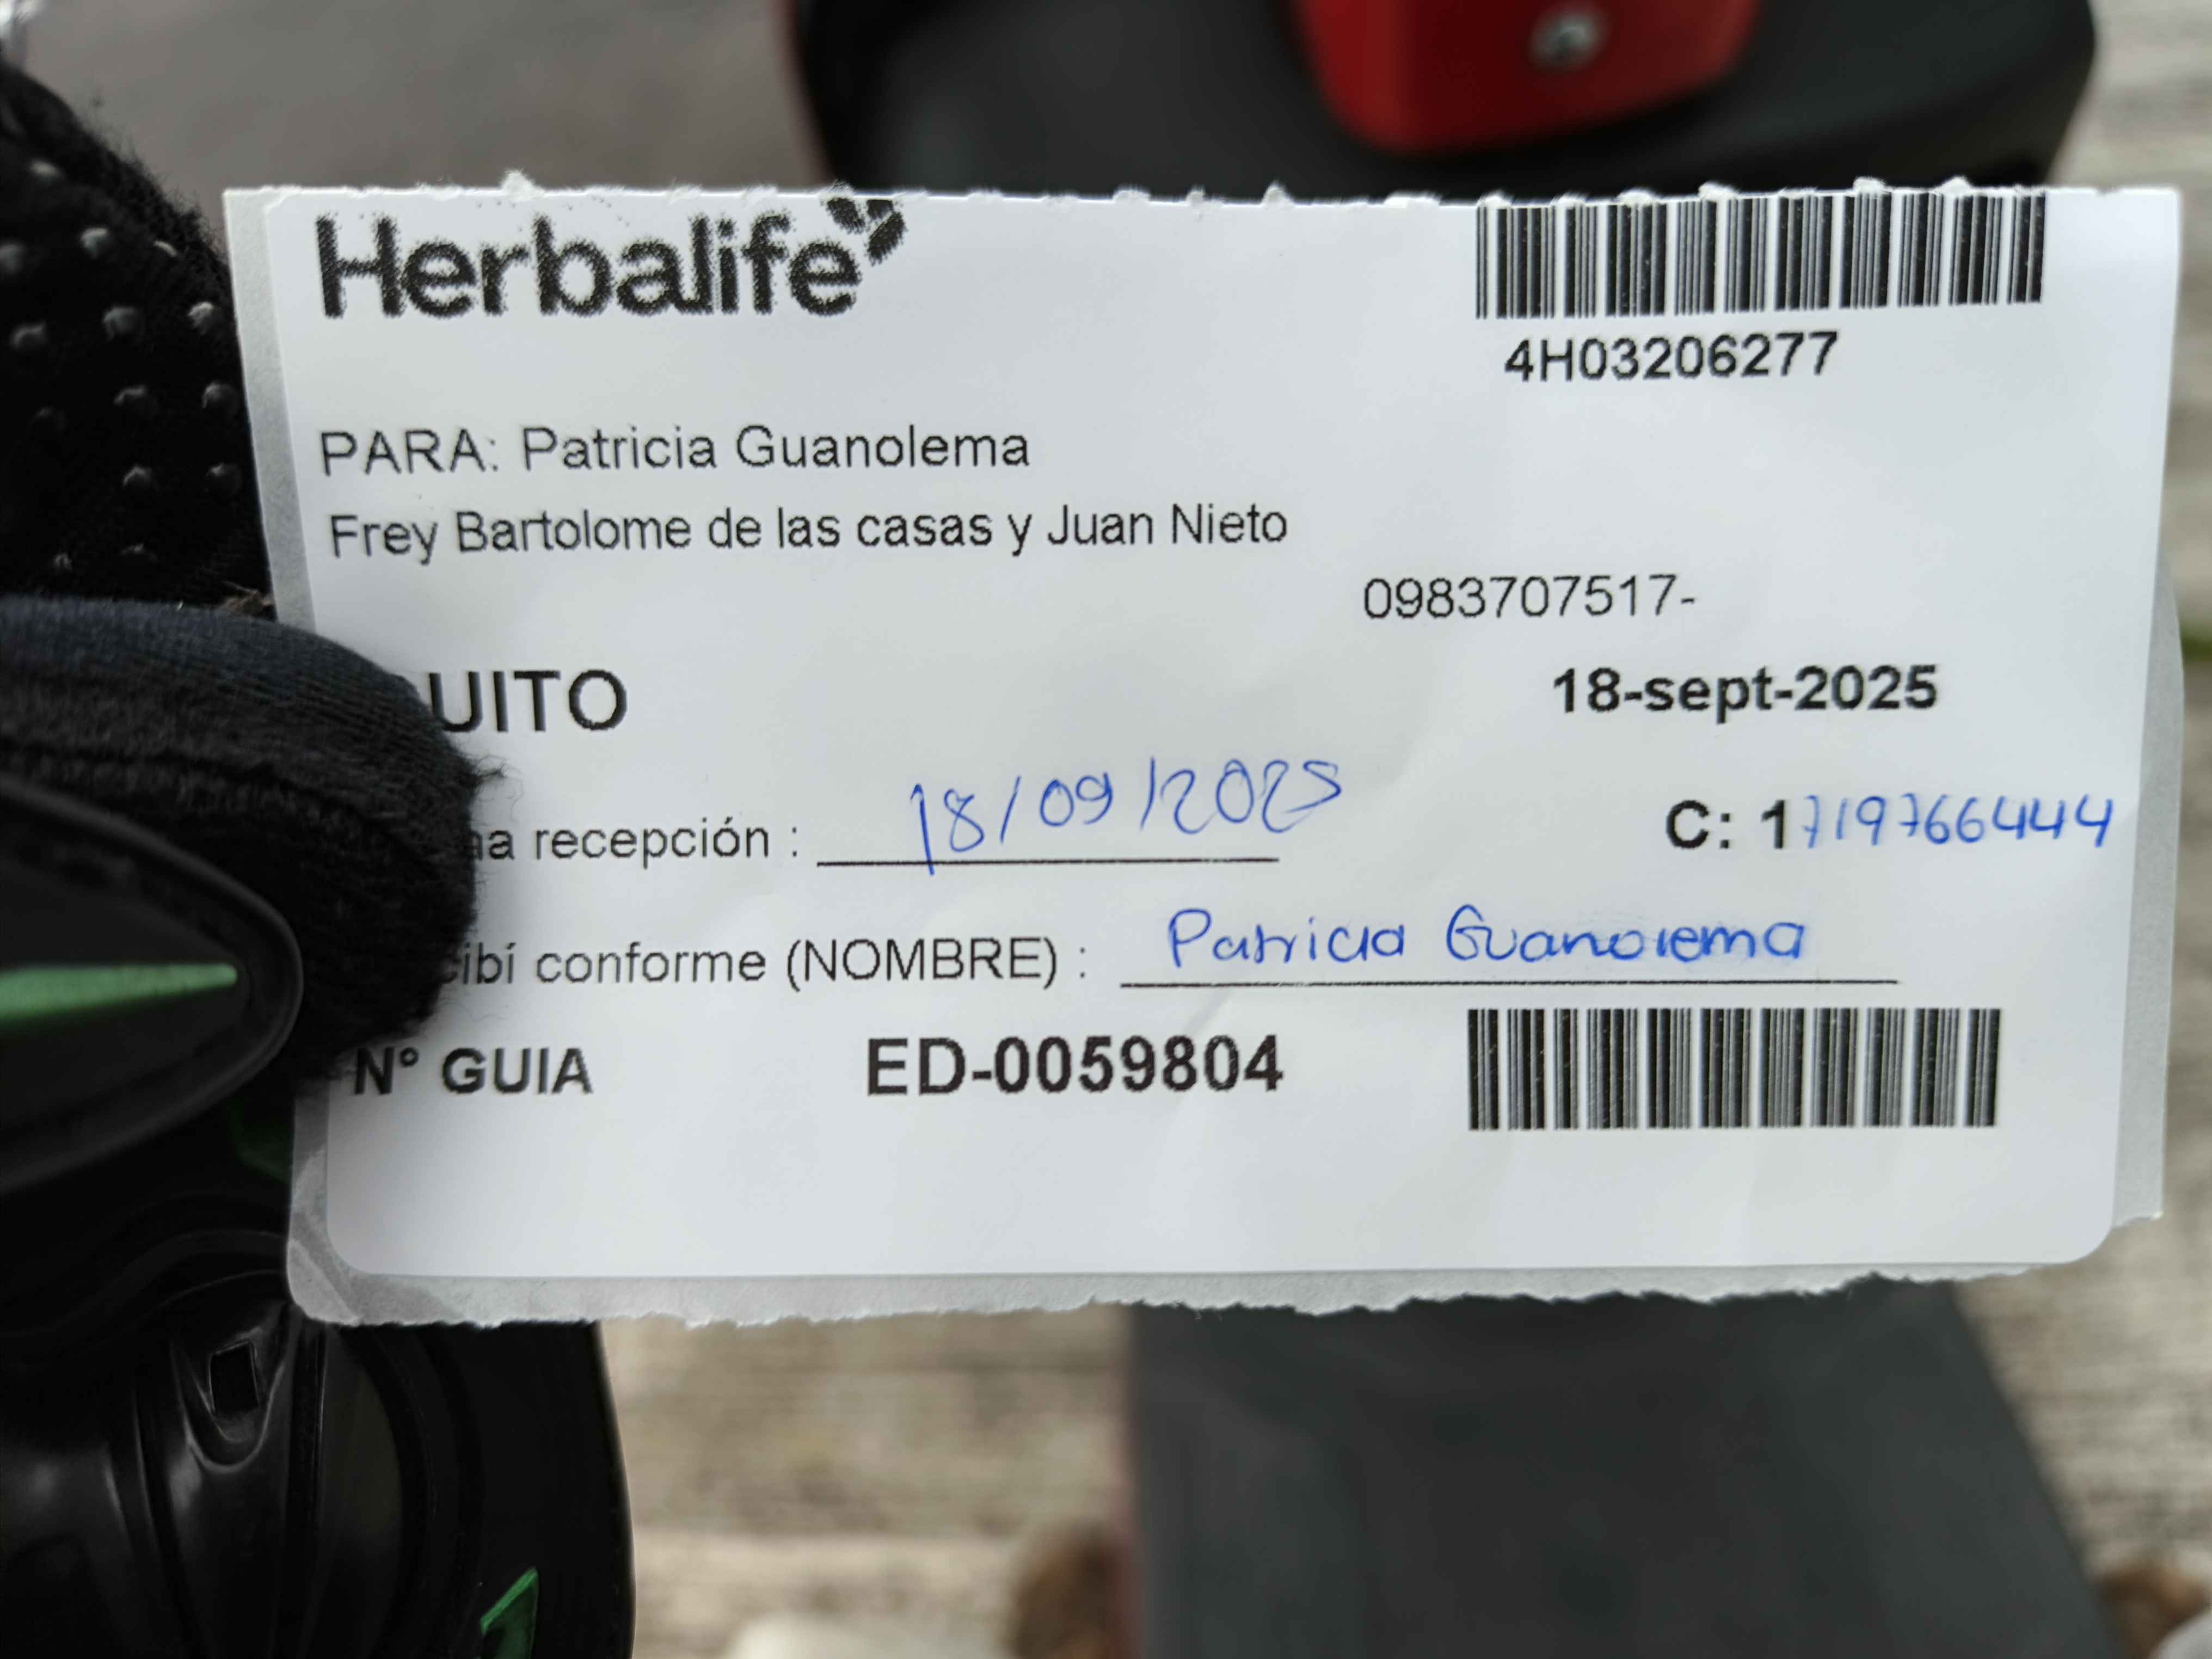 Herbalife
4H03206277
PARA: Patricia Guanolema
Frey Bartolome de las casas y Juan Nieto
0983707517-
UITO
18-sept-2025
recepción : 18/09/2025
C: 1719766444
conforme (NOMBRE) : Patricia Guanolema
N° GUIA ED-0059804